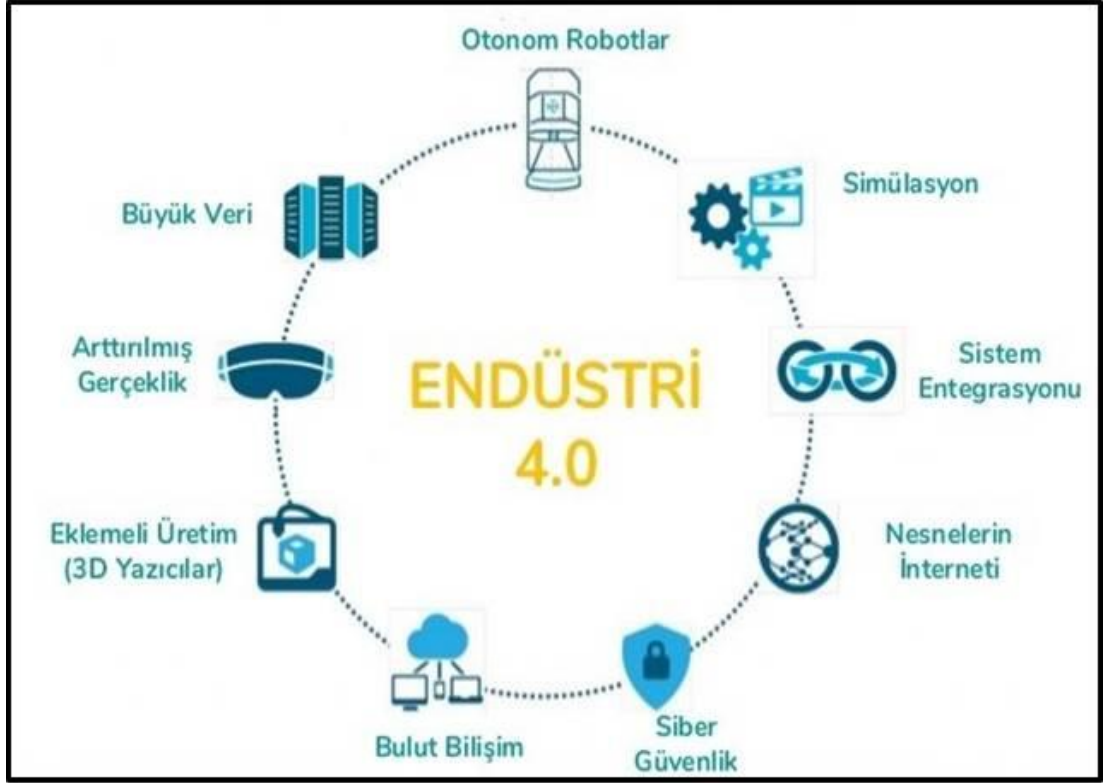 Otonom Robotlar
Simülasyon
Sistem
Entegrasyonu
Nesnelerin
İnterneti
Siber
Güvenlik
Bulut Bilişim
Eklemeli Üretim
(3D Yazıcılar)
Arttırılmış
Gerçeklik
Büyük Veri
ENDÜSTRİ
4.0